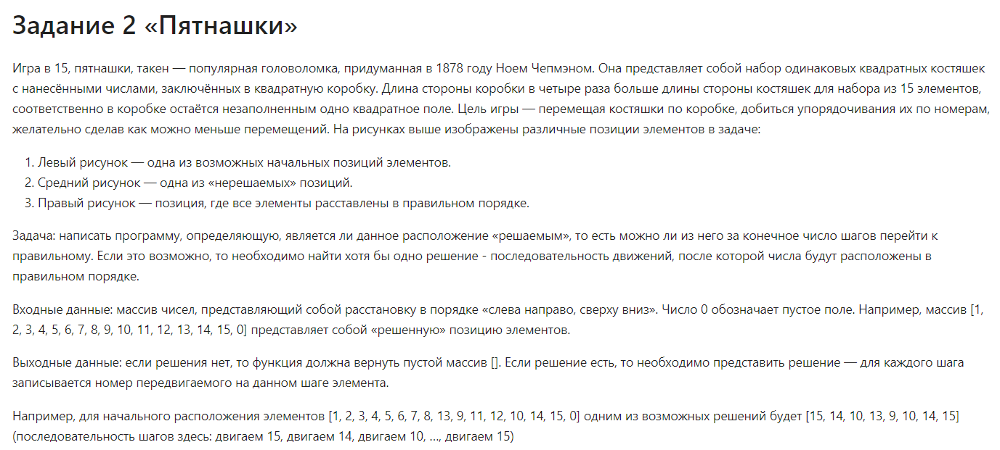 Задание 2 «Пятнашки»
Игра в 15, пятнашки, такен — популярная головоломка, придуманная в 1878 году Ноем Чепмэном. Она представляет собой набор одинаковых квадратных костяшек
с нанесёнными числами, заключённых в квадратную коробку. Длина стороны коробки в четыре раза больше длины стороны костяшек для набора из 15 элементов,
соответственно в коробке остаётся незаполненным одно квадратное поле. Цель игры — перемещая костяшки по коробке, добиться упорядочивания их по номерам,
желательно сделав как можно меньше перемещений. На рисунках выше изображены различные позиции элементов в задаче:
1. Левый рисунок — одна из возможных начальных позиций элементов.
2. Средний рисунок — одна из «нерешаемых» позиций.
3. Правый рисунок — позиция, где все элементы расставлены в правильном порядке.
Задача: написать программу, определяющую, является ли данное расположение «решаемым», то есть можно ли из него за конечное число шагов перейти к
правильному. Если это возможно, то необходимо найти хотя бы одно решение - последовательность движений, после которой числа будут расположены в
правильном порядке.
Входные данные: массив чисел, представляющий собой расстановку в порядке «слева направо, сверху вниз». Число 0 обозначает пустое поле. Например, массив [1,
2, 3, 4, 5, 6, 7, 8, 9, 10, 11, 12, 13, 14, 15, 0] представляет собой «решенную» позицию элементов.
Выходные данные: если решения нет, то функция должна вернуть пустой массив []. Если решение есть, то необходимо представить решение — для каждого шага
записывается номер передвигаемого на данном шаге элемента.
Например, для начального расположения элементов [1, 2, 3, 4, 5, 6, 7, 8, 13, 9, 11, 12, 10, 14, 15, 0] одним из возможных решений будет [15, 14, 10, 13, 9, 10, 14, 15]
(последовательность шагов здесь: двигаем 15, двигаем 14, двигаем 10, ..., двигаем 15)